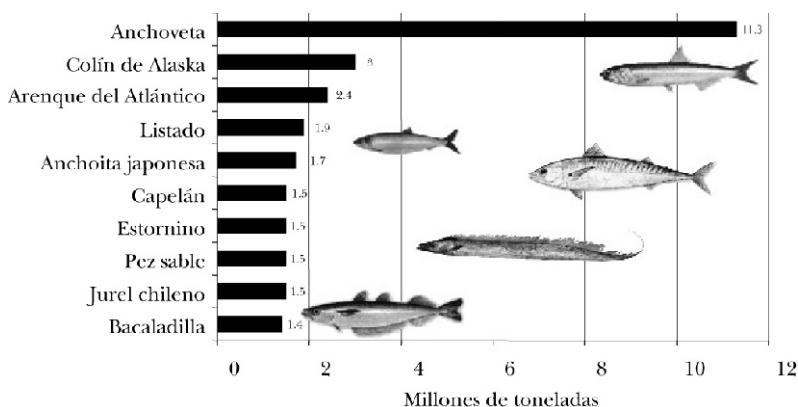 Anchoveta 11.3
Colín de Alaska 3
Arenque del Atlántico 2.4
Listado 1.9
Anchoita japonesa 1.7
Capelán 1.5
Estornino 1.5
Pez sable 1.5
Jurel chileno 1.5
Bacaladilla 1.4
0 2 4 6 8 10 12
Millones de toneladas